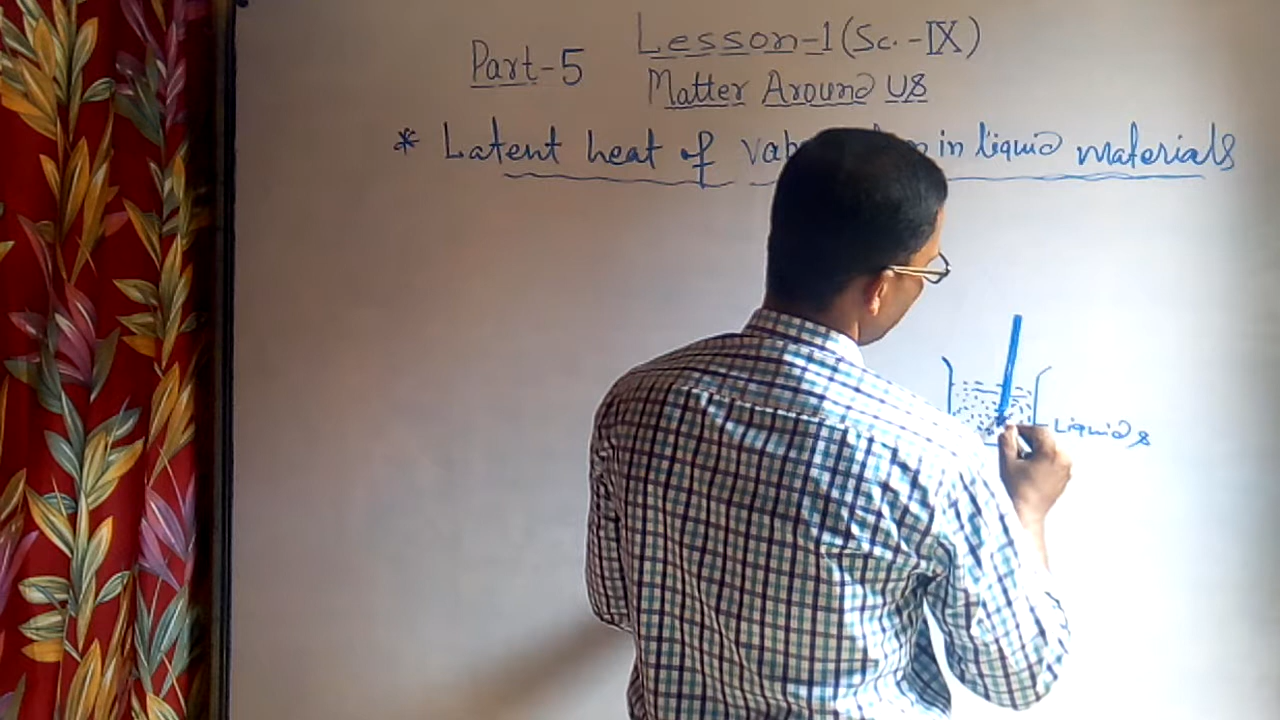 Part-5
Lesson-1 (Sc.-IX)
Matter Around us
* Latent heat of in liquid materials
Liquids